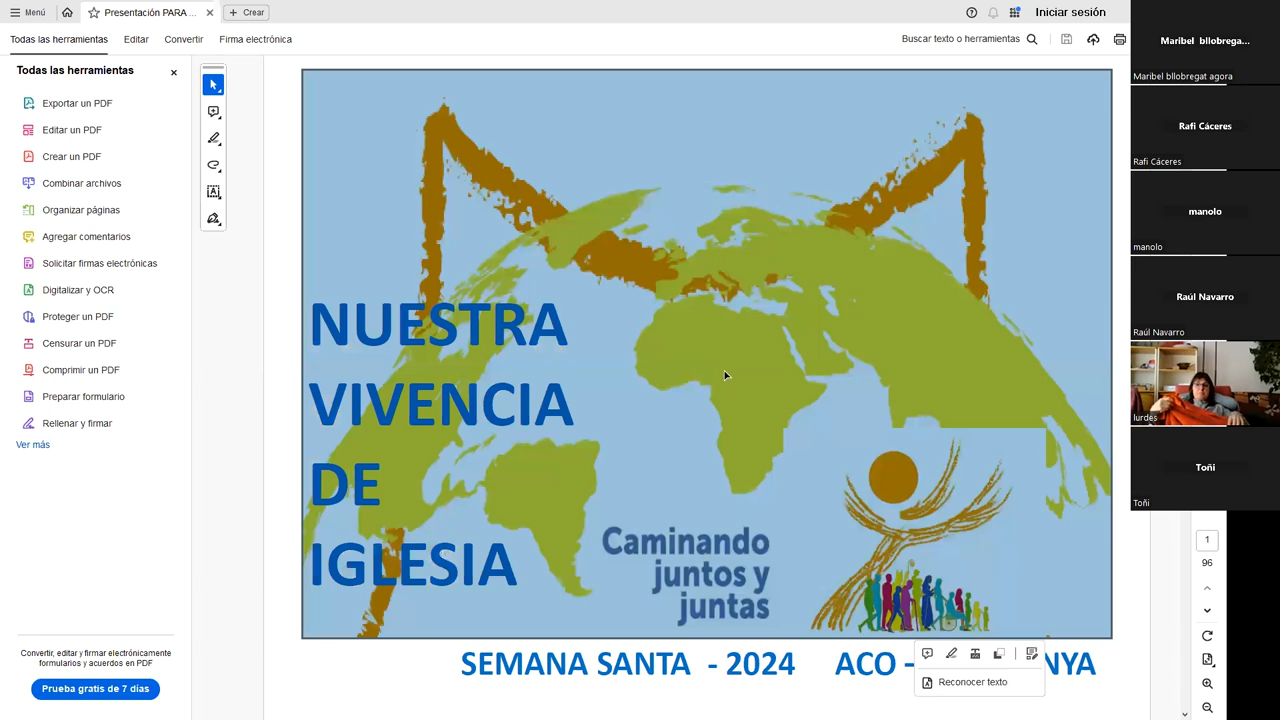 Menú
Presentación PARA ...
Crear
Iniciar sesión
Todas las herramientas
Editar
Convertir
Firma electrónica
Buscar texto o herramientas
Todas las herramientas
Exportar un PDF
Editar un PDF
Crear un PDF
Combinar archivos
Organizar páginas
Agregar comentarios
Solicitar firmas electrónicas
Digitalizar y OCR
Proteger un PDF
Censurar un PDF
Comprimir un PDF
Preparar formulario
Rellenar y firmar
Ver más
Convertir, editar y firmar electrónicamente
formularios y acuerdos en PDF
Prueba gratis de 7 días
NUESTRA
VIVENCIA
DE
IGLESIA
Caminando
juntos y
juntas
SEMANA SANTA - 2024 ACO - NYA
Reconocer texto
1
96
Maribel bllobrega...
Maribel bllobregat agora
Rafi Cáceres
Rafi Cáceres
manolo
manolo
Raúl Navarro
Raúl Navarro
lurdes
Toñi
Toñi